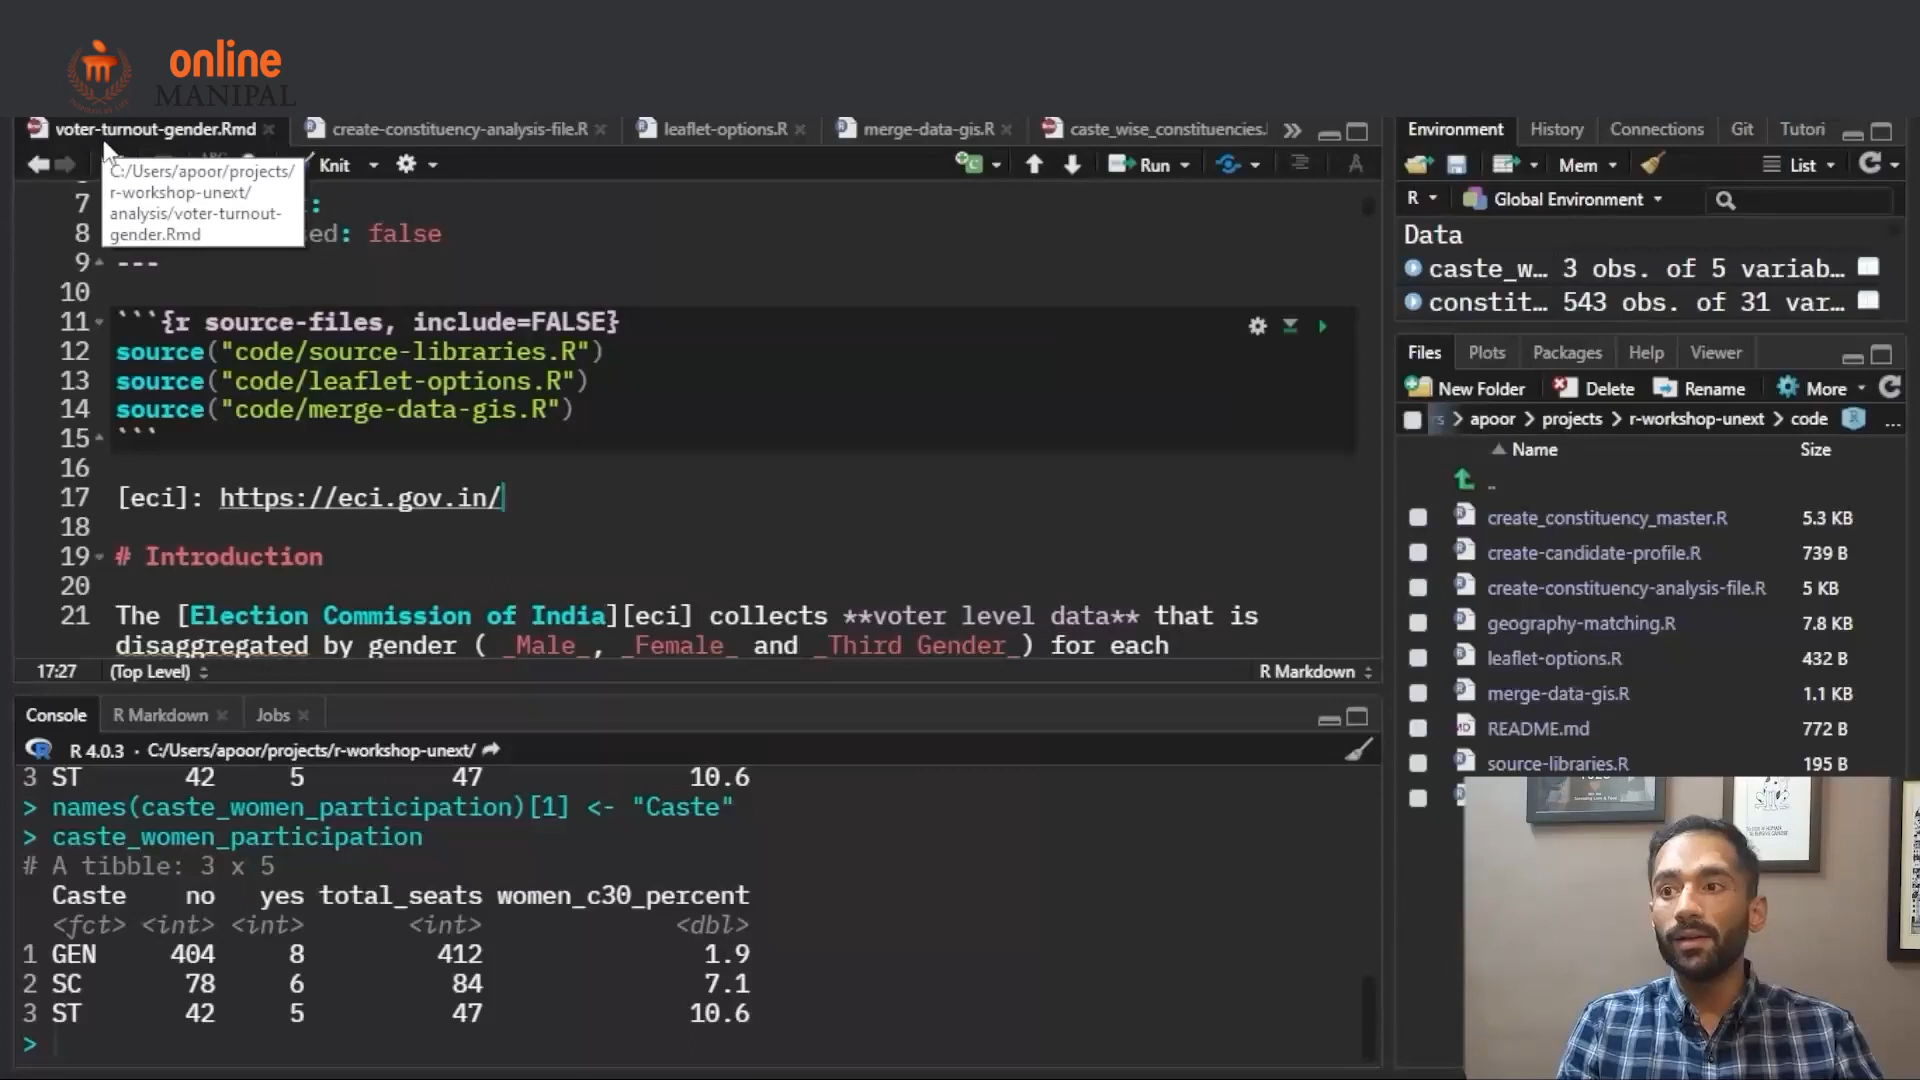 online
MANIPAL
voter-turnout-gender.Rmd
create-constituency-analysis-file.R
leaflet-options.R
merge-data-gis.R
caste_wise_constituencies.
Knit
Run
C:/Users/apoor/projects/
r-workshop-unext/
analysis/voter-turnout-
gender.Rmd
7 :
8 ed: false
9 ---
10
11 ```{r source-files, include=FALSE}
12 source("code/source-libraries.R")
13 source("code/leaflet-options.R")
14 source("code/merge-data-gis.R")
15 ```
16
17 [eci]: https://eci.gov.in/
18
19 # Introduction
20
21 The [Election Commission of India][eci] collects **voter level data** that is
disaggregated by gender ( _Male_, _Female_ and _Third Gender_) for each
17:27 (Top Level) R Markdown
Console R Markdown Jobs
R 4.0.3 · C:/Users/apoor/projects/r-workshop-unext/
3 ST 42 5 47 10.6
> names(caste_women_participation)[1] <- "Caste"
> caste_women_participation
# A tibble: 3 x 5
Caste no yes total_seats women_c30_percent
<fct> <int> <int> <int> <dbl>
1 GEN 404 8 412 1.9
2 SC 78 6 84 7.1
3 ST 42 5 47 10.6
>
Environment History Connections Git Tutori
Mem List
R Global Environment
Data
caste_w… 3 obs. of 5 variab…
constit… 543 obs. of 31 var…
Files Plots Packages Help Viewer
New Folder Delete Rename More
rs > apoor > projects > r-workshop-unext > code ...
Name Size
..
create_constituency_master.R 5.3 KB
create-candidate-profile.R 739 B
create-constituency-analysis-file.R 5 KB
geography-matching.R 7.8 KB
leaflet-options.R 432 B
merge-data-gis.R 1.1 KB
README.md 772 B
source-libraries.R 195 B